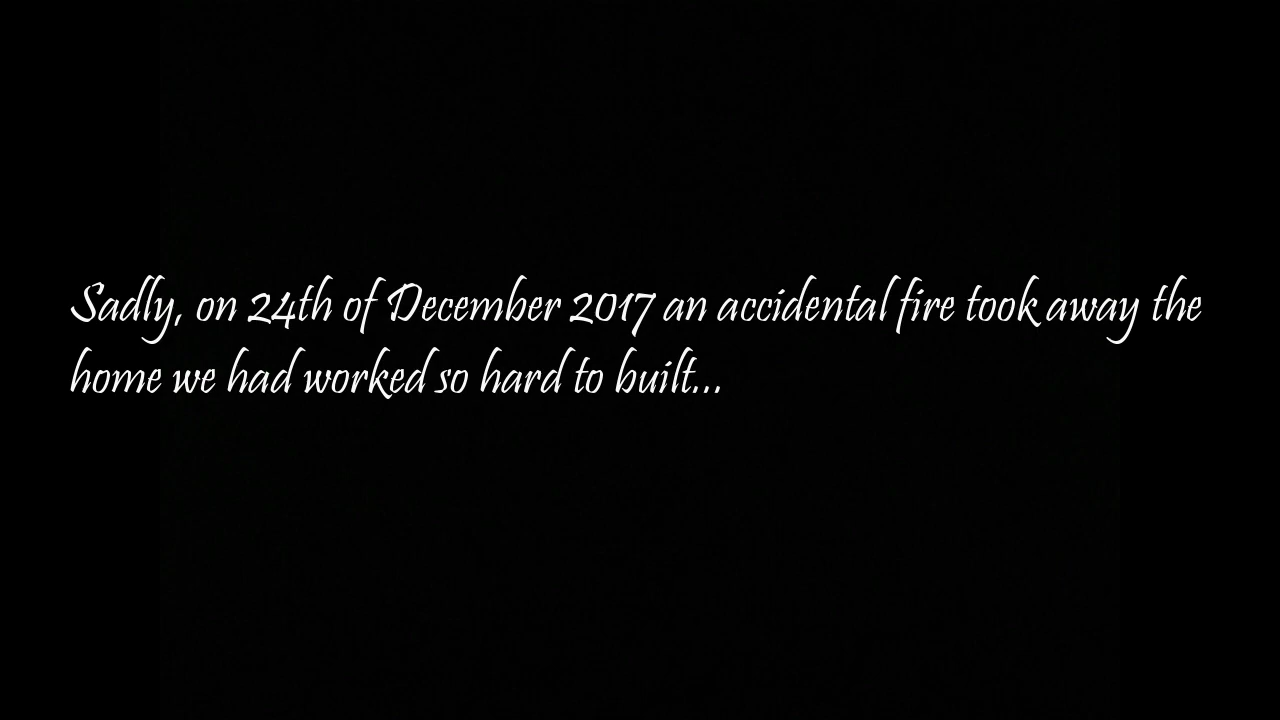 Sadly, on 24th of December 2017 an accidental fire took away the
home we had worked so hard to built...